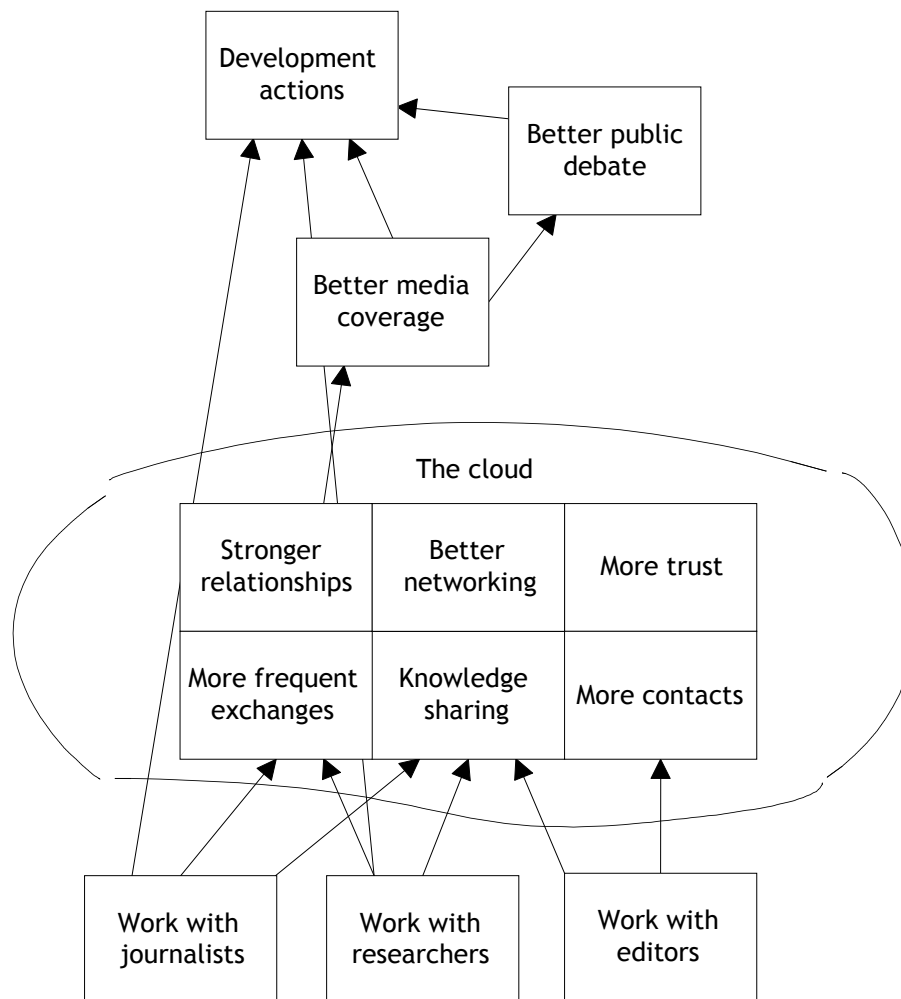 Development
actions
Better public
debate
Better media
coverage
The cloud
Stronger
relationships
Better
networking
More trust
More frequent
exchanges
Knowledge
sharing
More contacts
Work with
journalists
Work with
researchers
Work with
editors